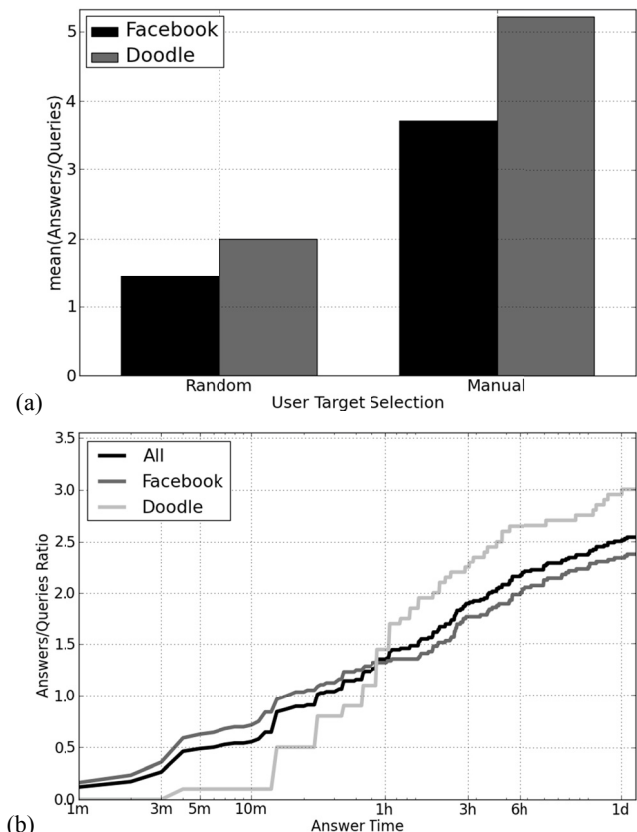 5
4
3
2
1
0
mean(Answers/Queries)
Facebook
Doodle
Random
Manual
User Target Selection
(a)
3.5
3.0
2.5
2.0
1.5
1.0
0.5
0.0
Answers/Queries Ratio
All
Facebook
Doodle
1m
3m
5m
10m
1h
3h
6h
1d
Answer Time
(b)